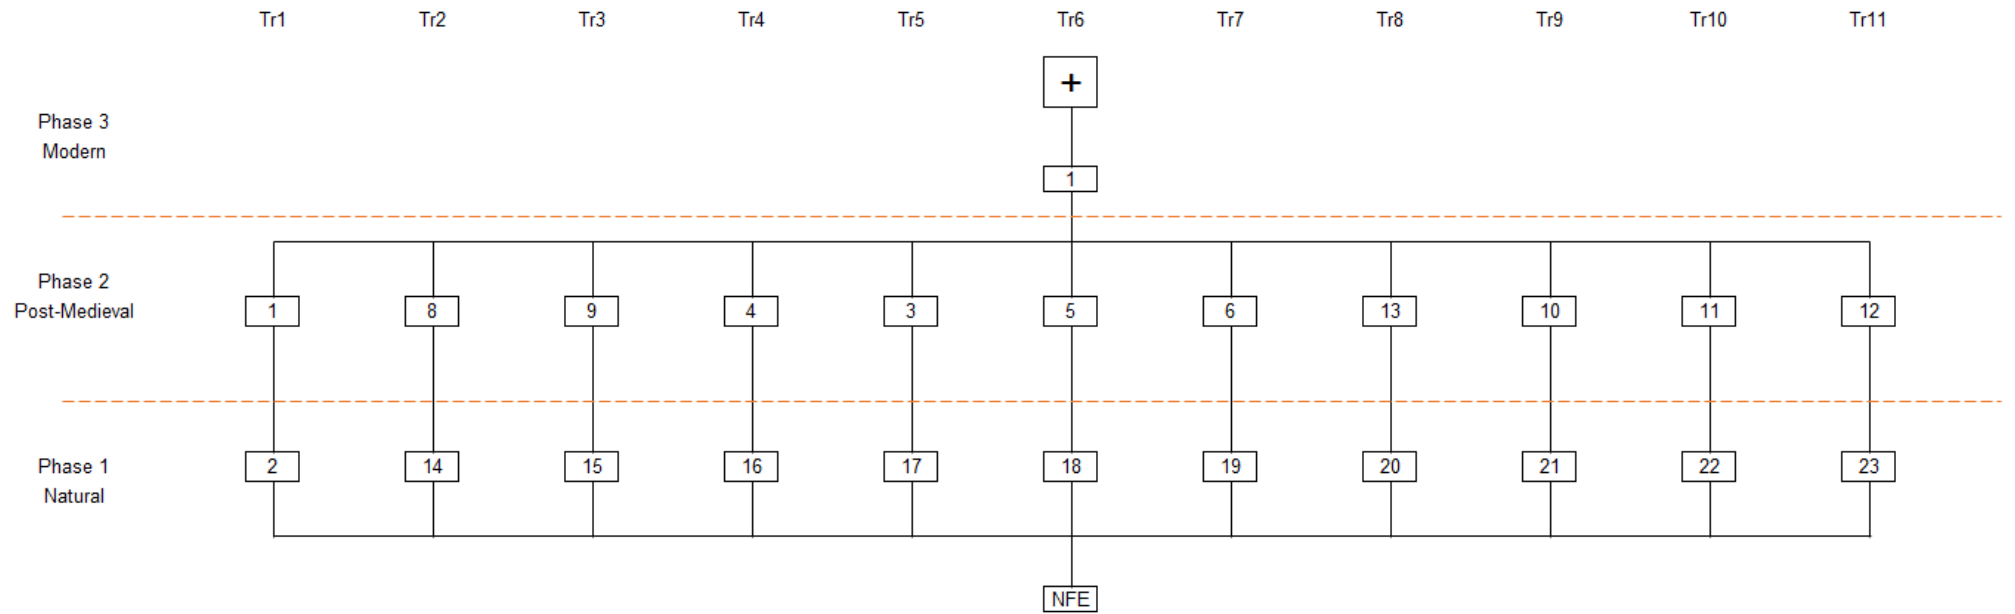 Tr1 Tr2 Tr3 Tr4 Tr5 Tr6 Tr7 Tr8 Tr9 Tr10 Tr11
+
Phase 3
Modern
1
Phase 2
Post-Medieval
1 8 9 4 3 5 6 13 10 11 12
Phase 1
Natural
2 14 15 16 17 18 19 20 21 22 23
NFE